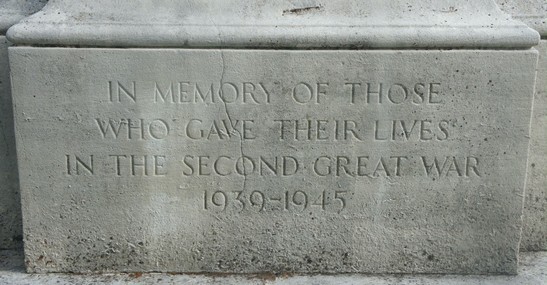 IN MEMORY OF THOSE
WHO GAVE THEIR LIVES
IN THE SECOND GREAT WAR
1939-1945